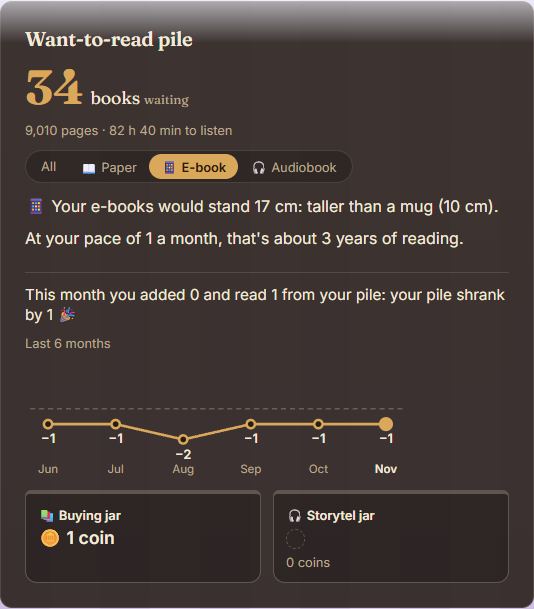 Want-to-read pile
34 books waiting
9,010 pages · 82 h 40 min to listen
All Paper E-book Audiobook
Your e-books would stand 17 cm: taller than a mug (10 cm).
At your pace of 1 a month, that's about 3 years of reading.
This month you added 0 and read 1 from your pile: your pile shrank
by 1
Last 6 months
−1 −1 −2 −1 −1 −1
Jun Jul Aug Sep Oct Nov
Buying jar
1 coin
Storytel jar
0 coins